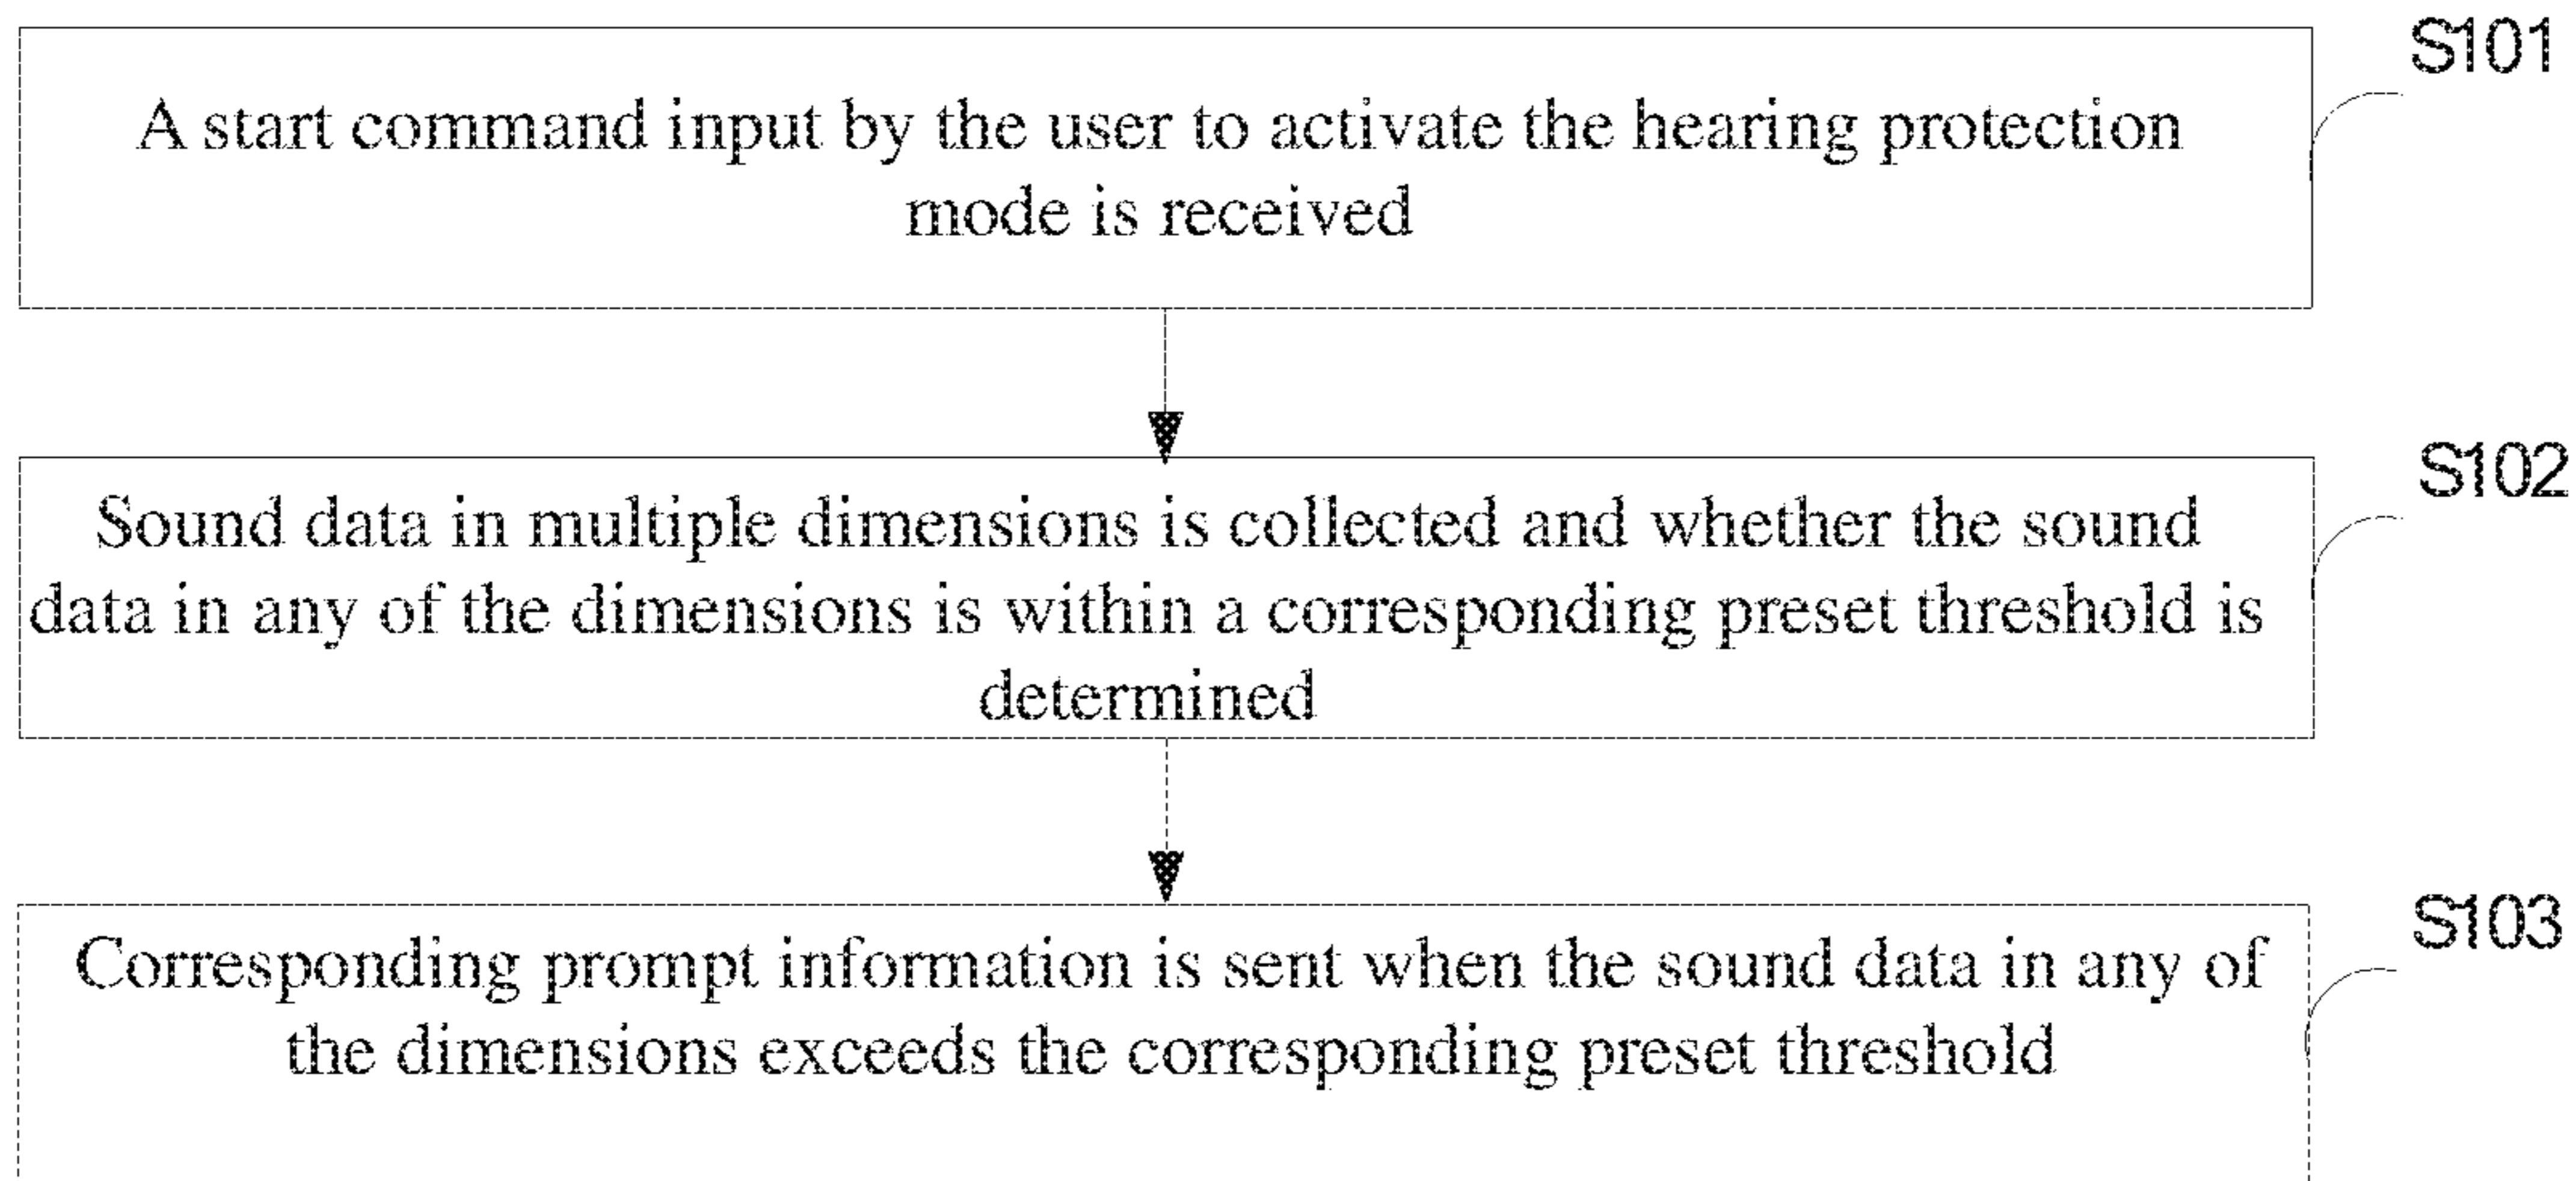 S101
A start command input by the user to activate the hearing protection
mode is received
S102
Sound data in multiple dimensions is collected and whether the sound
data in any of the dimensions is within a corresponding preset threshold is
determined
S103
Corresponding prompt information is sent when the sound data in any of
the dimensions exceeds the corresponding preset threshold